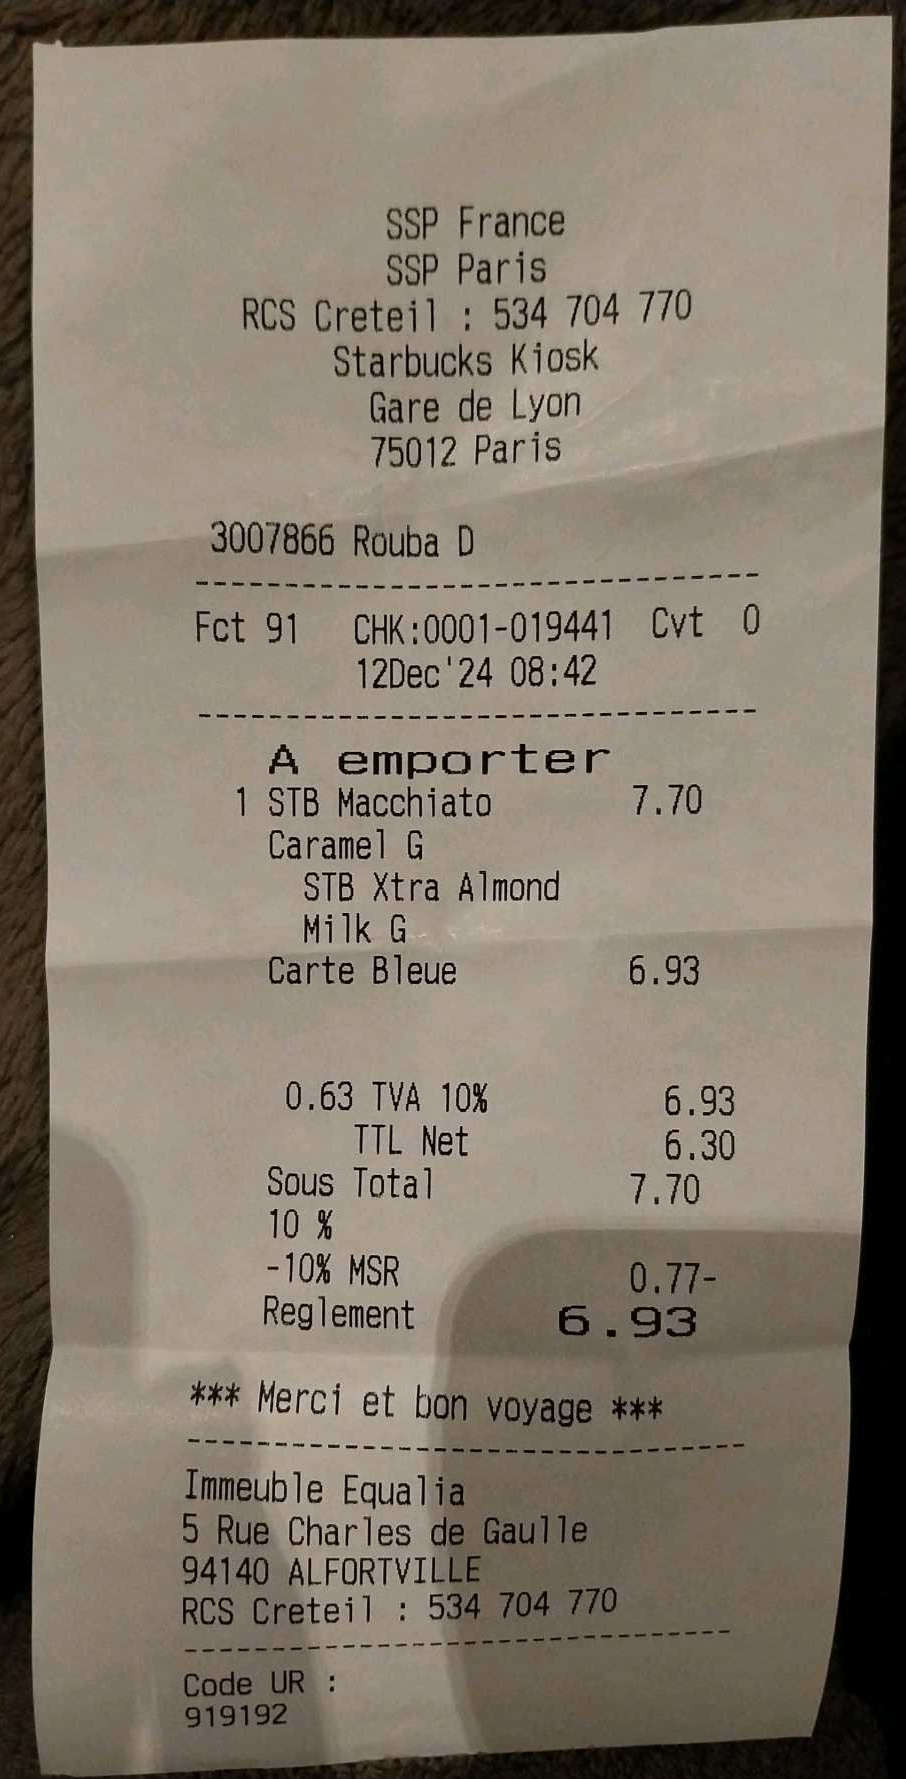 SSP France
SSP Paris
RCS Creteil : 534 704 770
Starbucks Kiosk
Gare de Lyon
75012 Paris
3007866 Rouba D
--------------------------------
Fct 91 CHK:0001-019441 Cvt 0
12Dec'24 08:42
--------------------------------
A emporter
1 STB Macchiato 7.70
Caramel G
STB Xtra Almond
Milk G
Carte Bleue 6.93
0.63 TVA 10% 6.93
TTL Net 6.30
Sous Total 7.70
10 %
-10% MSR 0.77-
Reglement 6.93
*** Merci et bon voyage ***
--------------------------------
Immeuble Equalia
5 Rue Charles de Gaulle
94140 ALFORTVILLE
RCS Creteil : 534 704 770
--------------------------------
Code UR :
919192